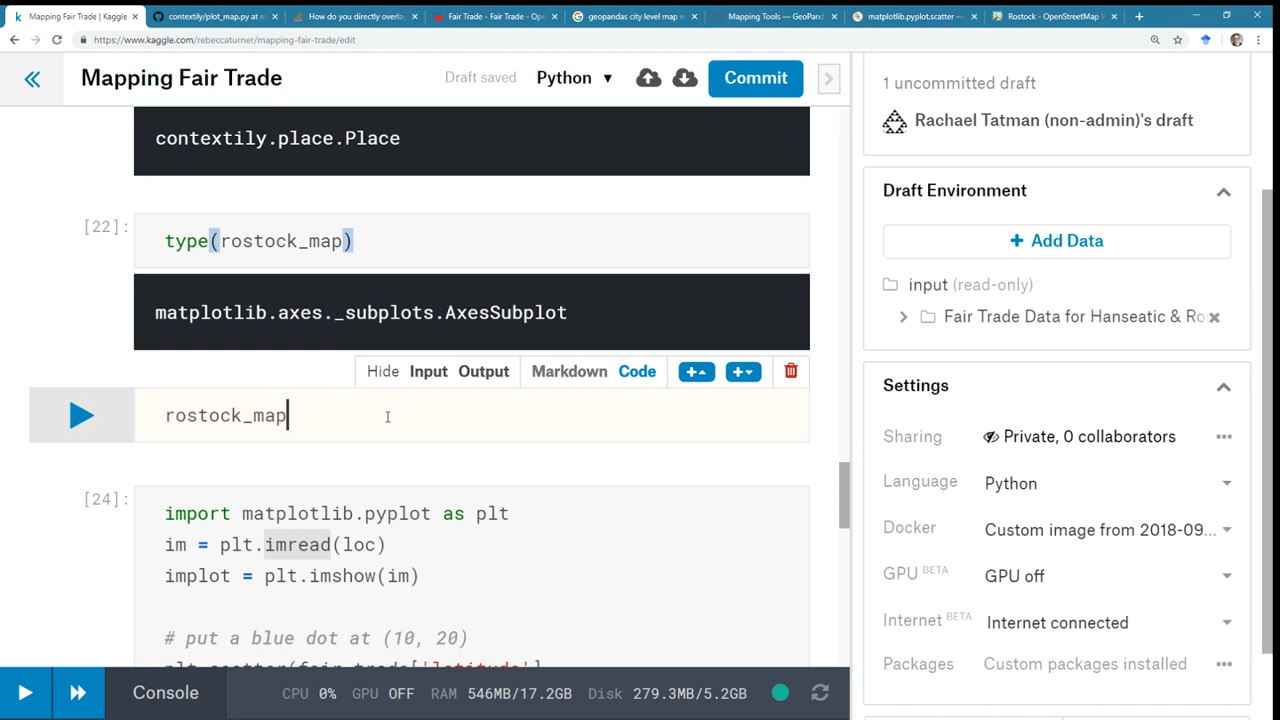 Mapping Fair Trade | Kaggle
contextily/plot_map.py at m
How do you directly overlay
Fair Trade - Fair Trade - Open
geopandas city level map w
Mapping Tools — GeoPand
matplotlib.pyplot.scatter —
Rostock - OpenStreetMap W
https://www.kaggle.com/rebeccaturner/mapping-fair-trade/edit
Mapping Fair Trade
Draft saved
Python
Commit
contextily.place.Place
[22]:
type(rostock_map)
matplotlib.axes._subplots.AxesSubplot
Hide Input Output Markdown Code
rostock_map
[24]:
import matplotlib.pyplot as plt
im = plt.imread(loc)
implot = plt.imshow(im)
# put a blue dot at (10, 20)
plt.scatter(fair_trade['latitude'],
Console
CPU 0% GPU OFF RAM 546MB/17.2GB Disk 279.3MB/5.2GB
1 uncommitted draft
Rachael Tatman (non-admin)'s draft
Draft Environment
+ Add Data
input (read-only)
Fair Trade Data for Hanseatic & Ro
Settings
Sharing Private, 0 collaborators
Language Python
Docker Custom image from 2018-09...
GPU BETA GPU off
Internet BETA Internet connected
Packages Custom packages installed